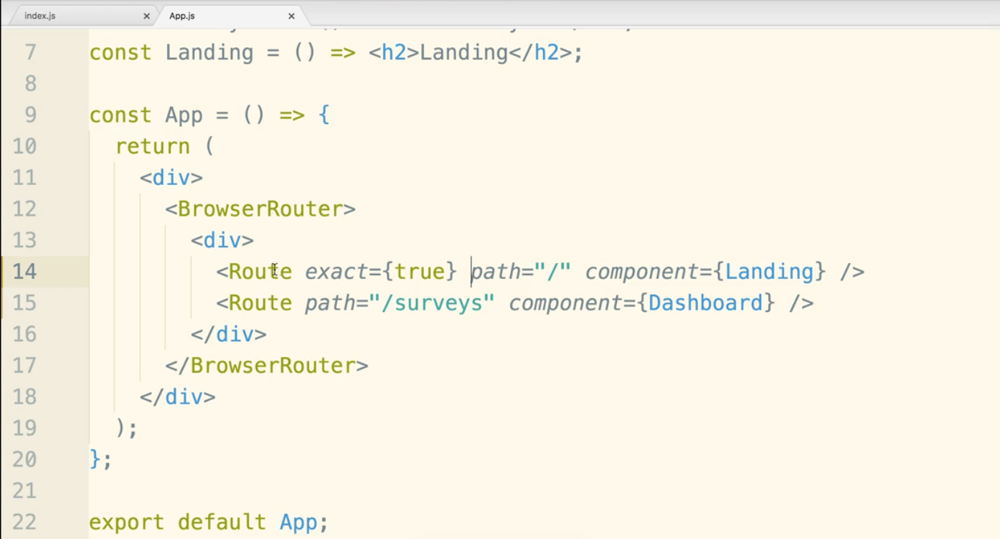 index.js × App.js ×
7 const Landing = () => <h2>Landing</h2>;
8
9 const App = () => {
10 return (
11 <div>
12 <BrowserRouter>
13 <div>
14 <Route exact={true} path="/" component={Landing} />
15 <Route path="/surveys" component={Dashboard} />
16 </div>
17 </BrowserRouter>
18 </div>
19 );
20 };
21
22 export default App;